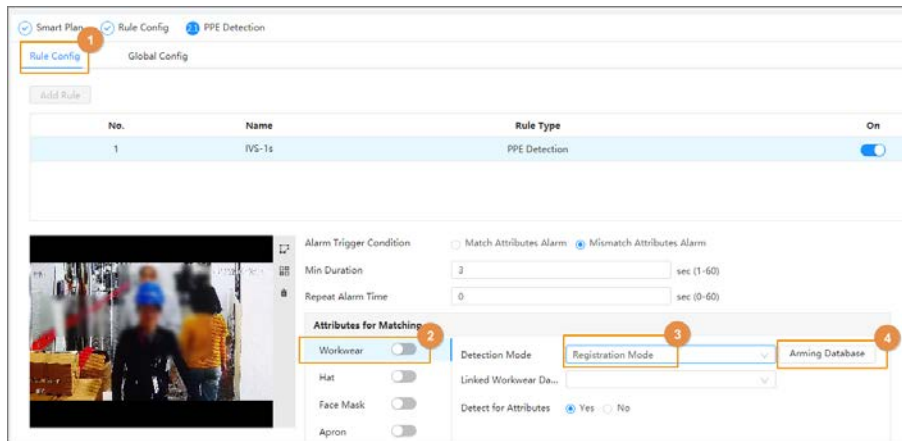 Smart Plan Rule Config 2.1 PPE Detection
1
Rule Config Global Config
Add Rule
No. Name Rule Type On
1 IVS-1s PPE Detection
Alarm Trigger Condition Match Attributes Alarm Mismatch Attributes Alarm
Min Duration 3 sec (1-60)
Repeat Alarm Time 0 sec (0-60)
Attributes for Matching
2 3 4
Workwear Detection Mode Registration Mode Arming Database
Hat Linked Workwear Da...
Face Mask Detect for Attributes Yes No
Apron